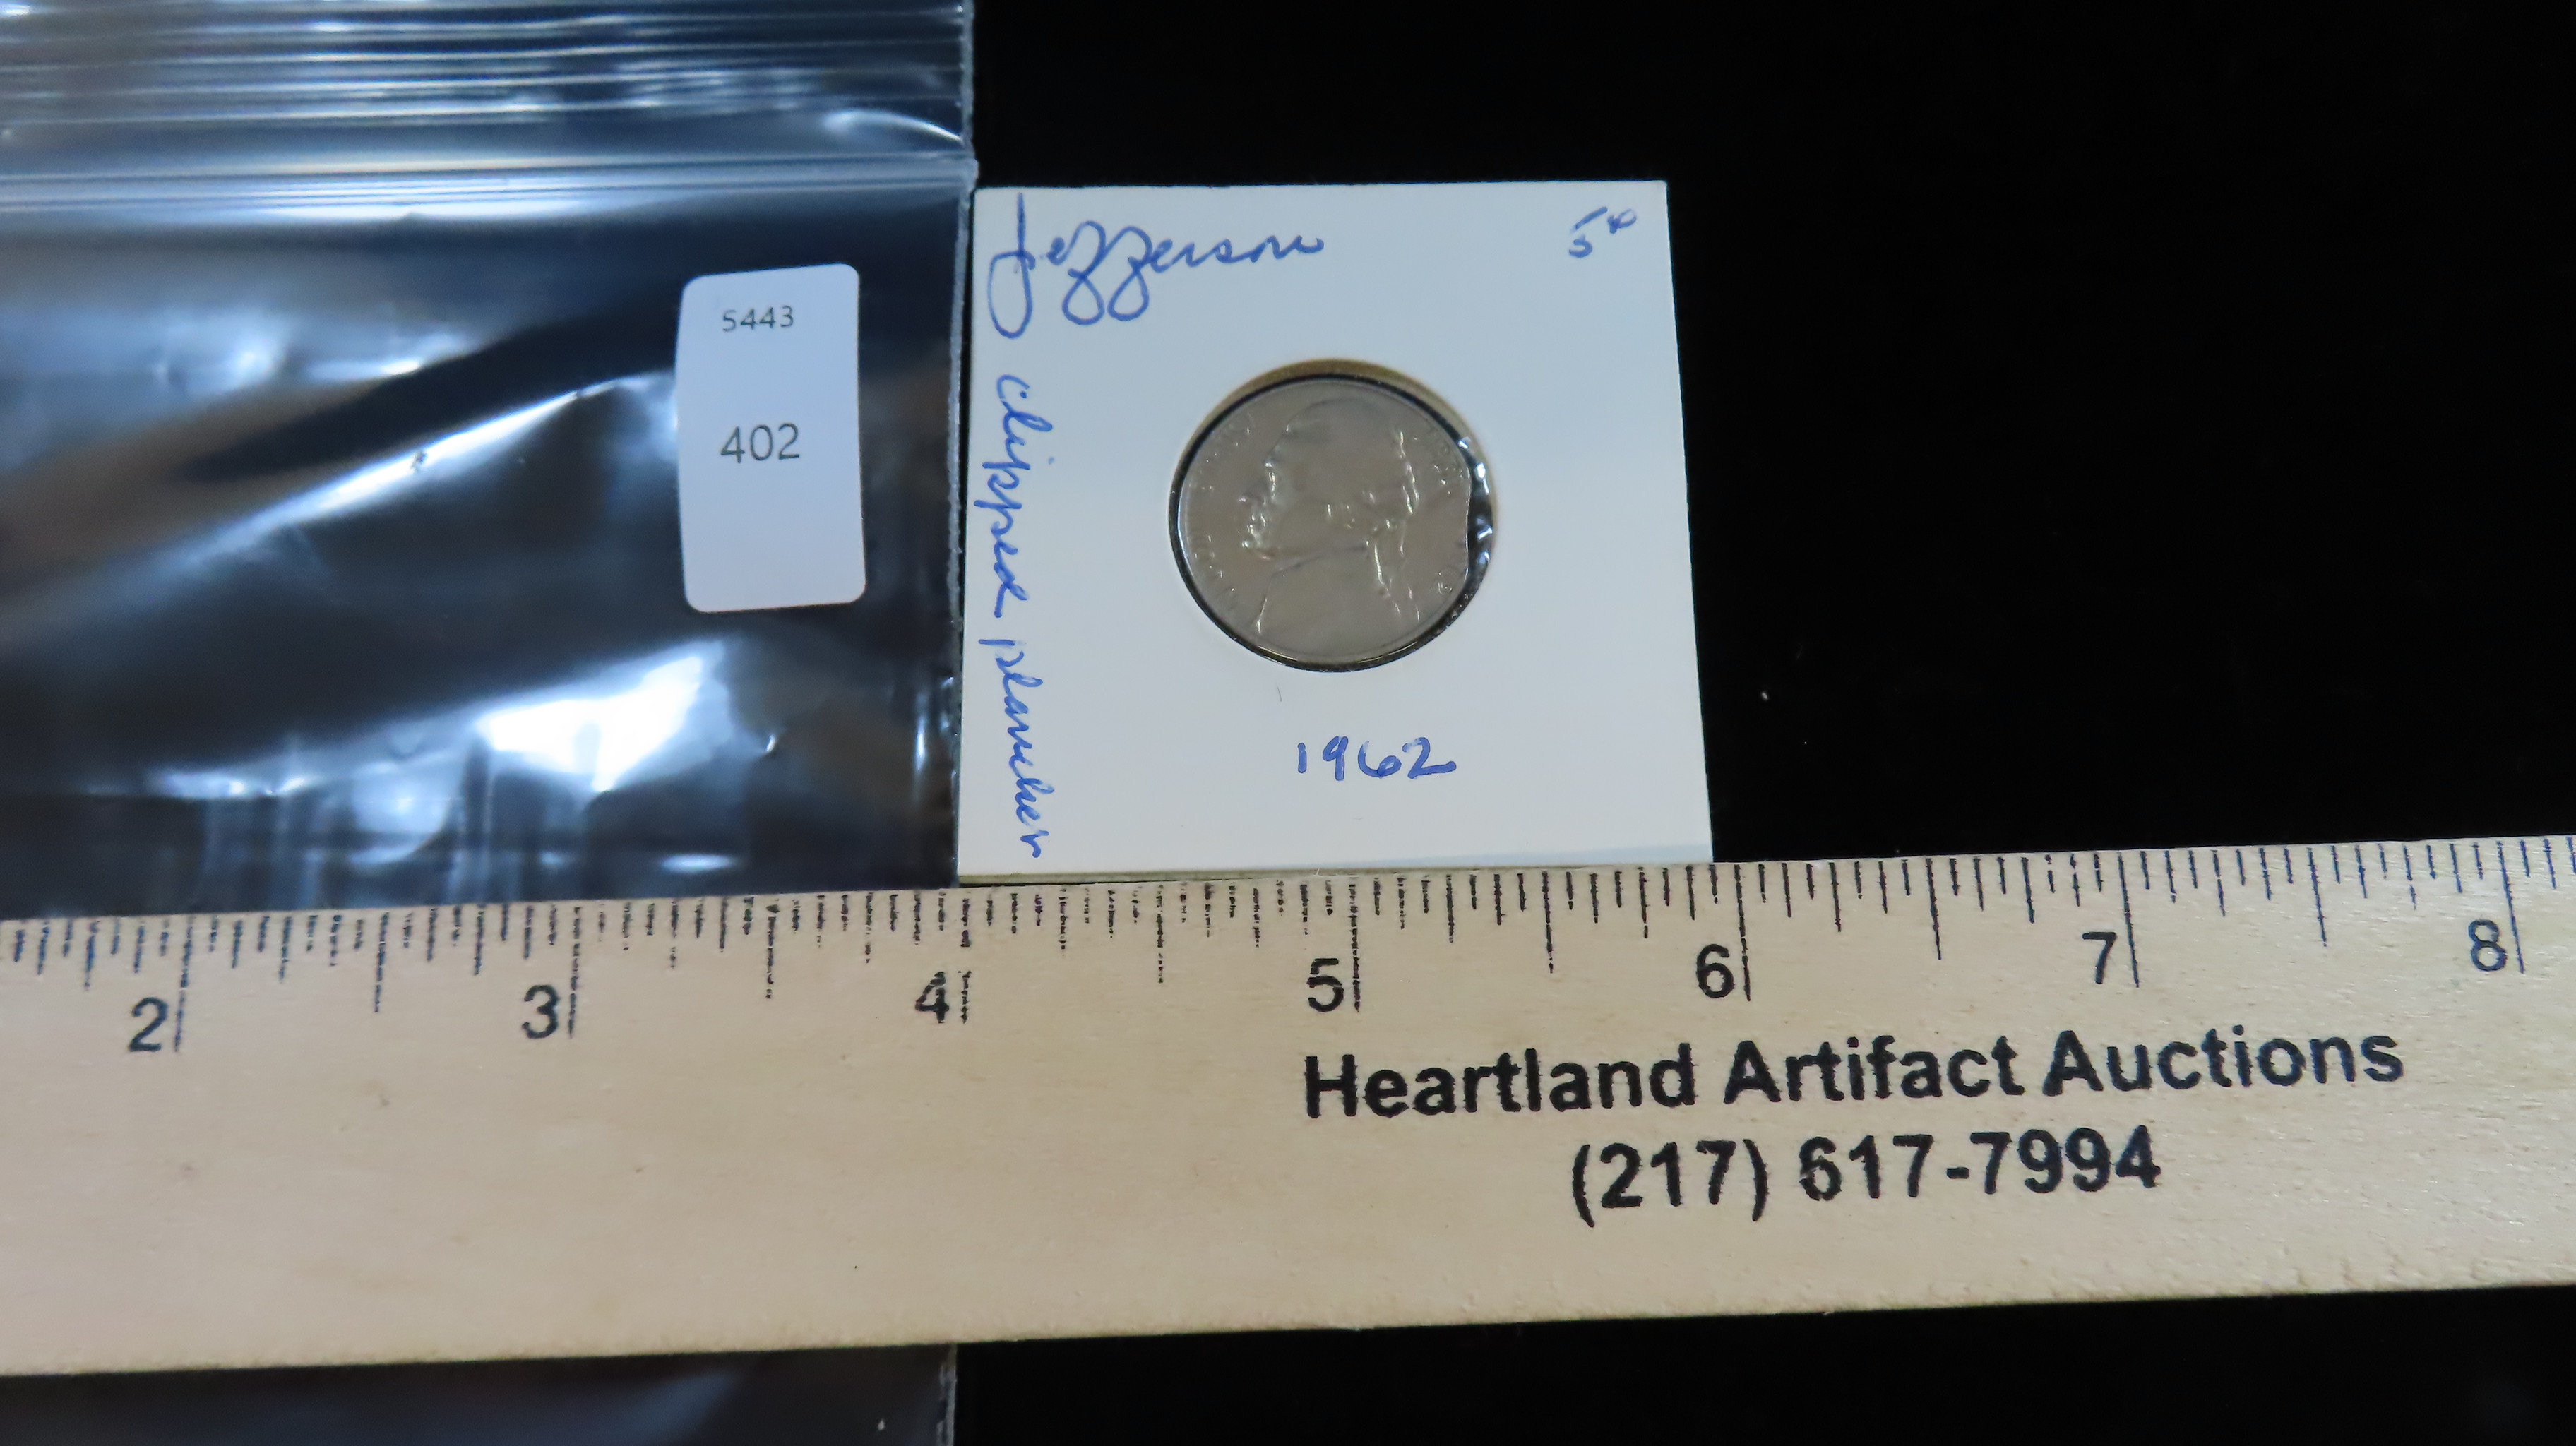 5443
402
Jefferson
5¢
clipped plancher
1962
2 3 4 5 6 7 8
Heartland Artifact Auctions
(217) 617-7994